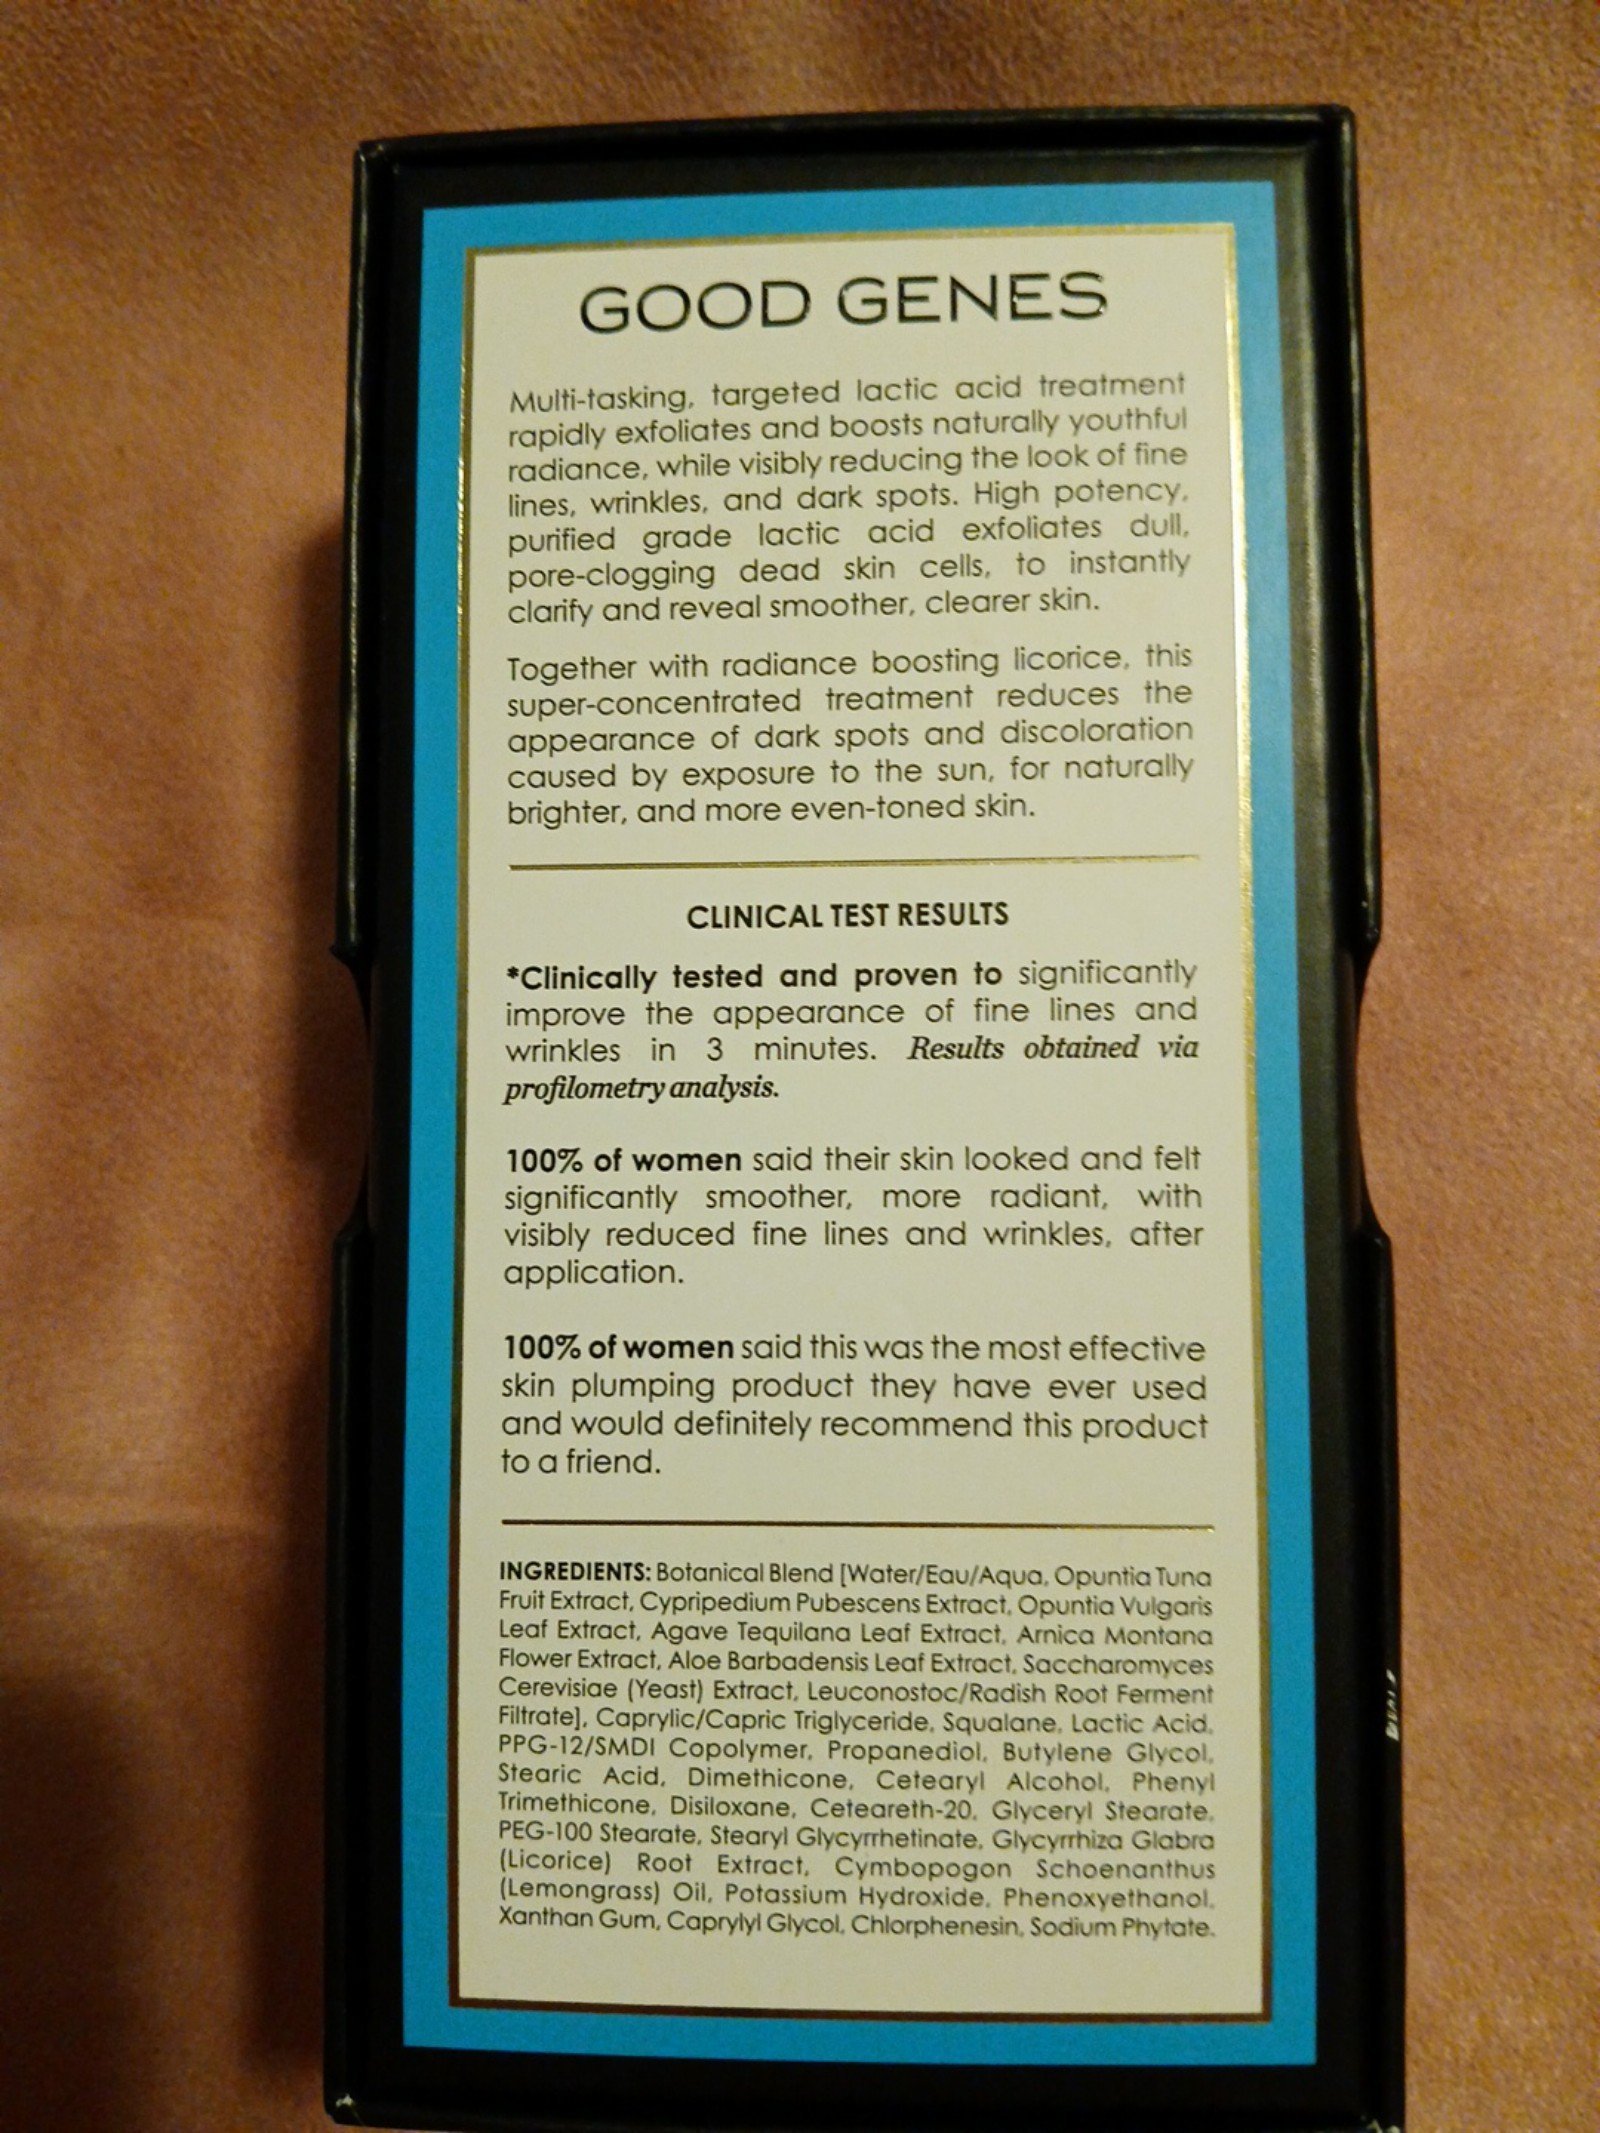 GOOD GENES
Multi-tasking, targeted lactic acid treatment
rapidly exfoliates and boosts naturally youthful
radiance, while visibly reducing the look of fine
lines, wrinkles, and dark spots. High potency,
purified grade lactic acid exfoliates dull,
pore-clogging dead skin cells, to instantly
clarify and reveal smoother, clearer skin.
Together with radiance boosting licorice, this
super-concentrated treatment reduces the
appearance of dark spots and discoloration
caused by exposure to the sun, for naturally
brighter, and more even-toned skin.
CLINICAL TEST RESULTS
*Clinically tested and proven to significantly
improve the appearance of fine lines and
wrinkles in 3 minutes. Results obtained via
profilometry analysis.
100% of women said their skin looked and felt
significantly smoother, more radiant, with
visibly reduced fine lines and wrinkles, after
application.
100% of women said this was the most effective
skin plumping product they have ever used
and would definitely recommend this product
to a friend.
INGREDIENTS: Botanical Blend [Water/Eau/Aqua, Opuntia Tuna
Fruit Extract, Cypripedium Pubescens Extract, Opuntia Vulgaris
Leaf Extract, Agave Tequilana Leaf Extract, Arnica Montana
Flower Extract, Aloe Barbadensis Leaf Extract, Saccharomyces
Cerevisiae (Yeast) Extract, Leuconostoc/Radish Root Ferment
Filtrate], Caprylic/Capric Triglyceride, Squalane, Lactic Acid,
PPG-12/SMDI Copolymer, Propanediol, Butylene Glycol,
Stearic Acid, Dimethicone, Cetearyl Alcohol, Phenyl
Trimethicone, Disiloxane, Ceteareth-20, Glyceryl Stearate,
PEG-100 Stearate, Stearyl Glycyrrhetinate, Glycyrrhiza Glabra
(Licorice) Root Extract, Cymbopogon Schoenanthus
(Lemongrass) Oil, Potassium Hydroxide, Phenoxyethanol,
Xanthan Gum, Caprylyl Glycol, Chlorphenesin, Sodium Phytate.